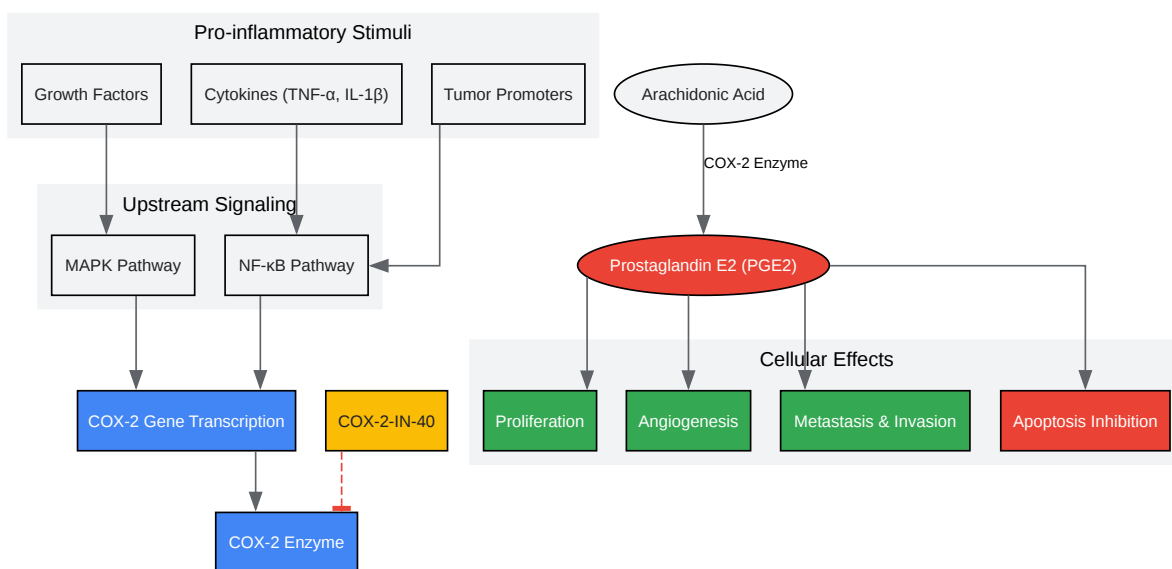 Pro-inflammatory Stimuli
Growth Factors
Cytokines (TNF-α, IL-1β)
Tumor Promoters
Arachidonic Acid
COX-2 Enzyme
Upstream Signaling
MAPK Pathway
NF-κB Pathway
Prostaglandin E2 (PGE2)
Cellular Effects
COX-2 Gene Transcription
COX-2-IN-40
Proliferation
Angiogenesis
Metastasis & Invasion
Apoptosis Inhibition
COX-2 Enzyme